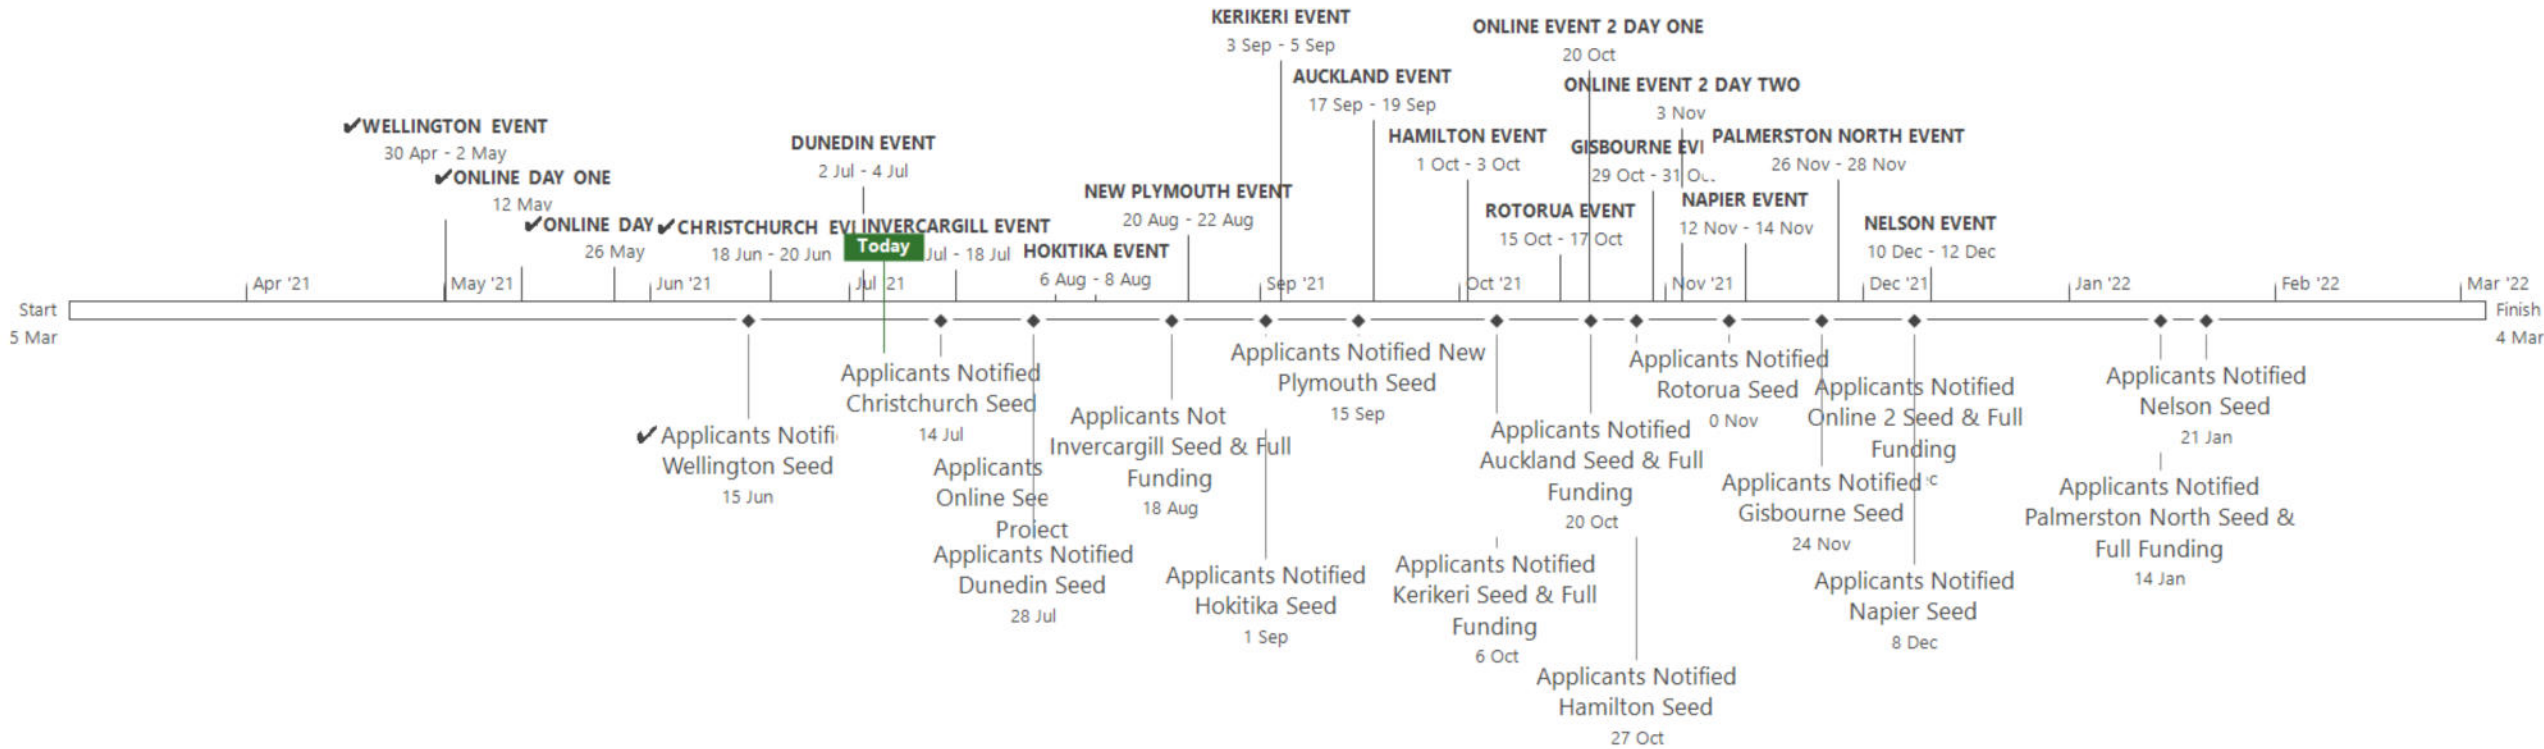 KERIKERI EVENT
3 Sep - 5 Sep
ONLINE EVENT 2 DAY ONE
20 Oct
AUCKLAND EVENT
17 Sep - 19 Sep
ONLINE EVENT 2 DAY TWO
3 Nov
✔WELLINGTON EVENT
30 Apr - 2 May
DUNEDIN EVENT
2 Jul - 4 Jul
HAMILTON EVENT
1 Oct - 3 Oct
GISBOURNE EVI
29 Oct - 31
PALMERSTON NORTH EVENT
26 Nov - 28 Nov
✔ONLINE DAY ONE
12 May
NEW PLYMOUTH EVENT
20 Aug - 22 Aug
ROTORUA EVENT
15 Oct - 17 Oct
NAPIER EVENT
12 Nov - 14 Nov
✔ONLINE DAY
26 May
✔CHRISTCHURCH EVI
18 Jun - 20 Jun
INVERCARGILL EVENT
Jul - 18 Jul
Today
HOKITIKA EVENT
6 Aug - 8 Aug
NELSON EVENT
10 Dec - 12 Dec
Apr '21
May '21
Jun '21
Jul '21
Sep '21
Oct '21
Nov '21
Dec '21
Jan '22
Feb '22
Mar '22
Start
5 Mar
Finish
4 Mar
✔Applicants Notifi
Wellington Seed
15 Jun
Applicants Notified
Christchurch Seed
14 Jul
Applicants
Online See
Project
Applicants Notified
Dunedin Seed
28 Jul
Applicants Not
Invercargill Seed & Full
Funding
18 Aug
Applicants Notified
Hokitika Seed
1 Sep
Applicants Notified New
Plymouth Seed
15 Sep
Applicants Notified
Kerikeri Seed & Full
Funding
6 Oct
Applicants Notified
Auckland Seed & Full
Funding
20 Oct
Applicants Notified
Hamilton Seed
27 Oct
Applicants Notified
Rotorua Seed
0 Nov
Applicants Notified
Gisbourne Seed
24 Nov
Applicants Notified
Online 2 Seed & Full
Funding
Applicants Notified
Napier Seed
8 Dec
Applicants Notified
Palmerston North Seed &
Full Funding
14 Jan
Applicants Notified
Nelson Seed
21 Jan